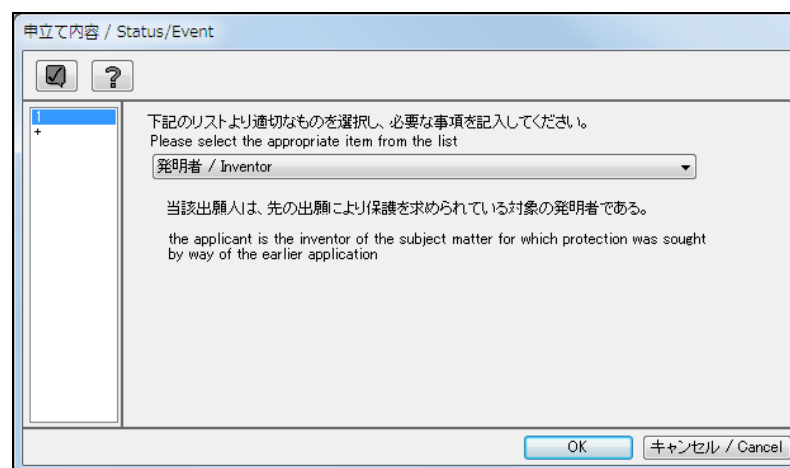 申立て内容 / Status/Event
1
+
下記のリストより適切なものを選択し、必要な事項を記入してください。
Please select the appropriate item from the list
発明者 / Inventor
当該出願人は、先の出願により保護を求められている対象の発明者である。
the applicant is the inventor of the subject matter for which protection was sought
by way of the earlier application
OK
キャンセル / Cancel